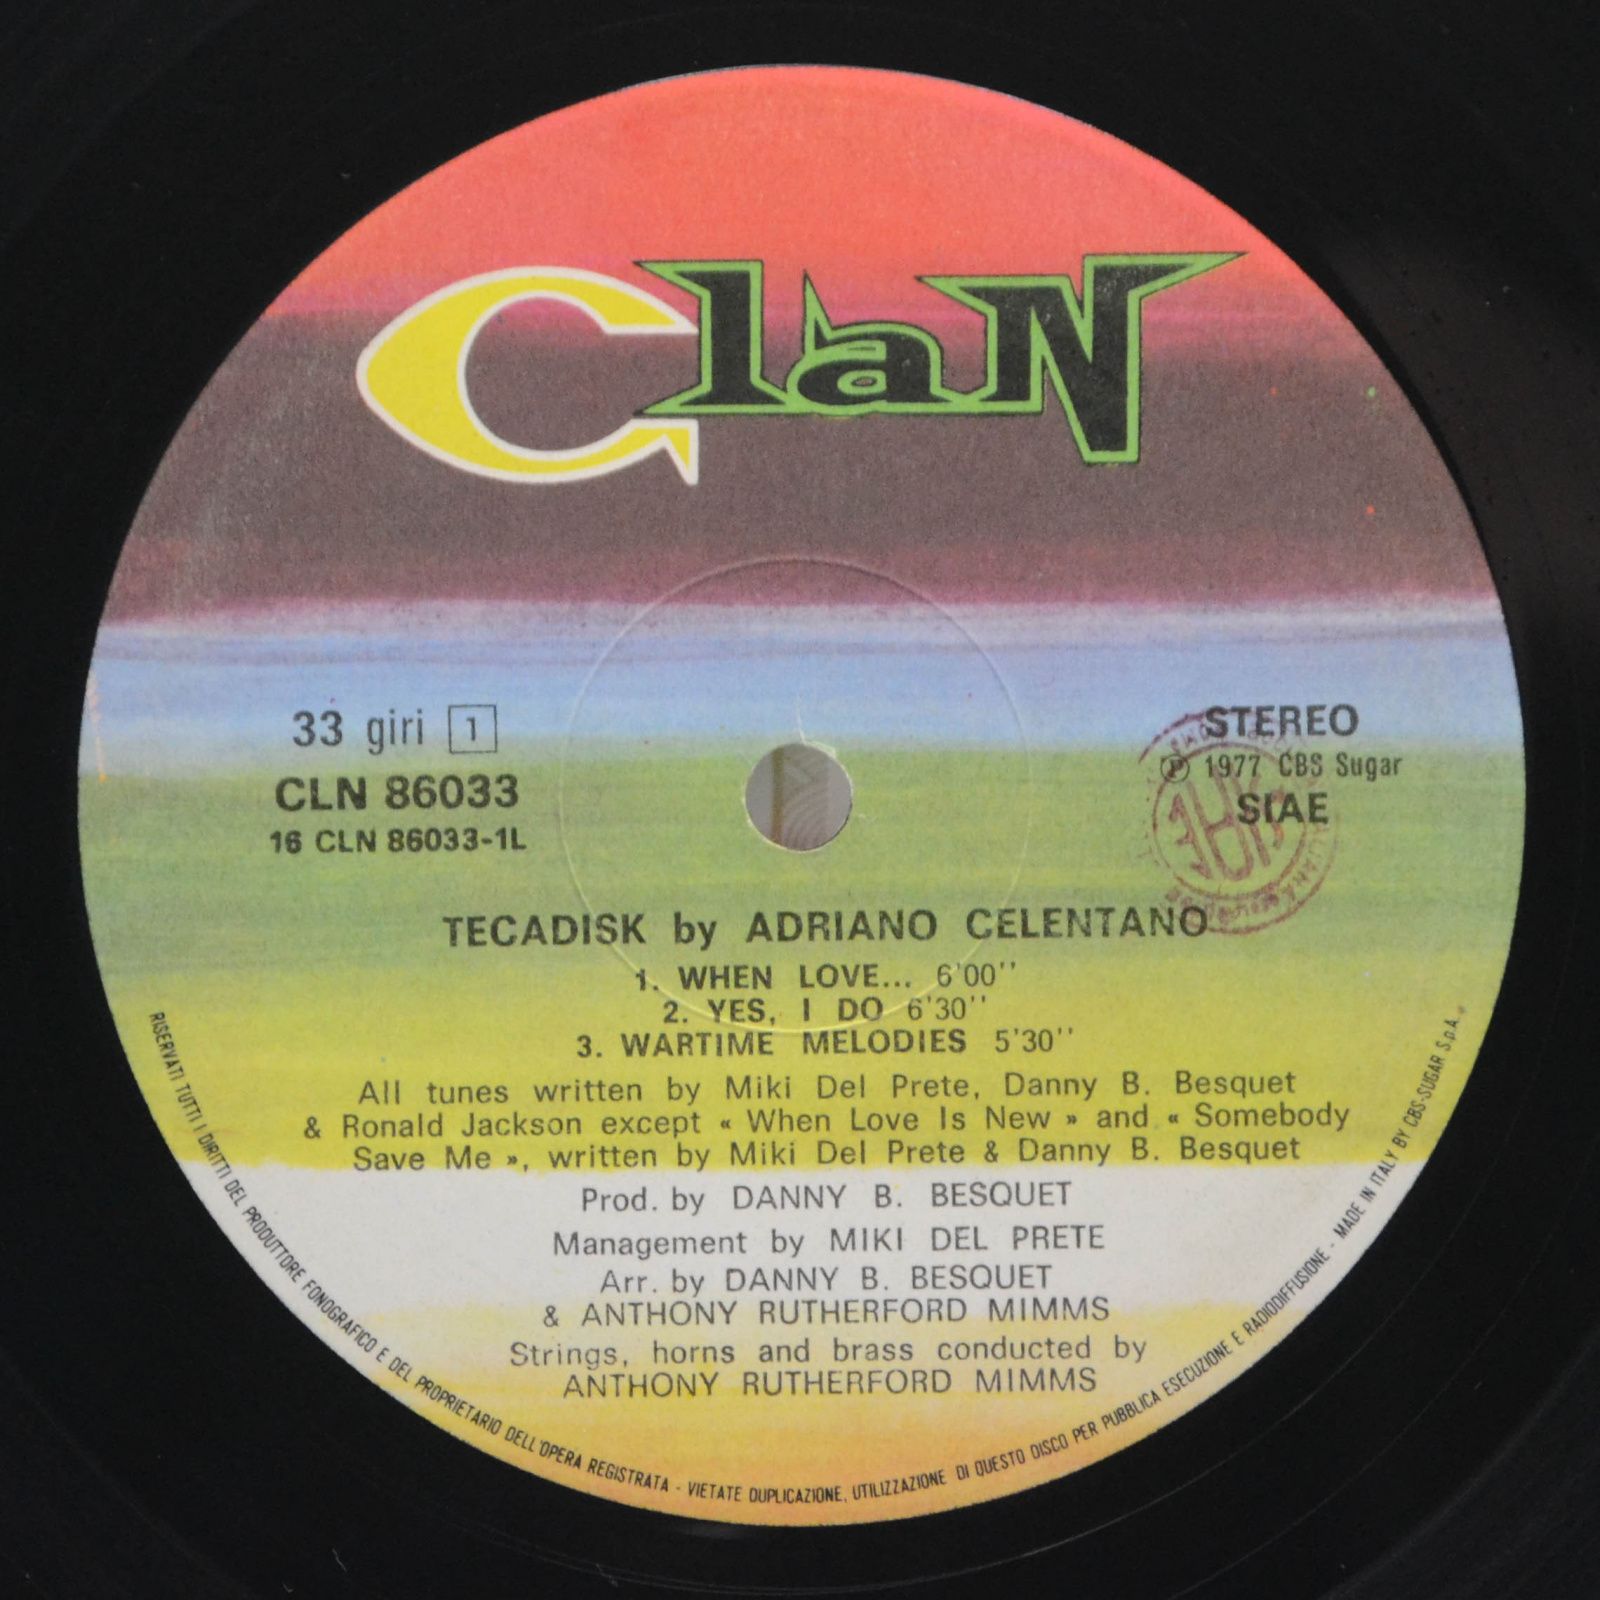 ClaN
33 giri 1
CLN 86033
16 CLN 86033-1L
STEREO
Ⓟ 1977 CBS Sugar
SIAE
TECADISK by ADRIANO CELENTANO
1. WHEN LOVE... 6'00''
2. YES, I DO 6'30''
3. WARTIME MELODIES 5'30''
All tunes written by Miki Del Prete, Danny B. Besquet
& Ronald Jackson except « When Love Is New » and « Somebody
Save Me », written by Miki Del Prete & Danny B. Besquet
Prod. by DANNY B. BESQUET
Management by MIKI DEL PRETE
Arr. by DANNY B. BESQUET
& ANTHONY RUTHERFORD MIMMS
Strings, horns and brass conducted by
ANTHONY RUTHERFORD MIMMS
RISERVATI TUTTI I DIRITTI DEL PRODUTTORE FONOGRAFICO E DEL PROPRIETARIO DELL'OPERA REGISTRATA - VIETATE DUPLICAZIONE, UTILIZZAZIONE DI QUESTO DISCO PER PUBBLICA ESECUZIONE E RADIODIFFUSIONE - MADE IN ITALY BY CBS-SUGAR S.p.A.